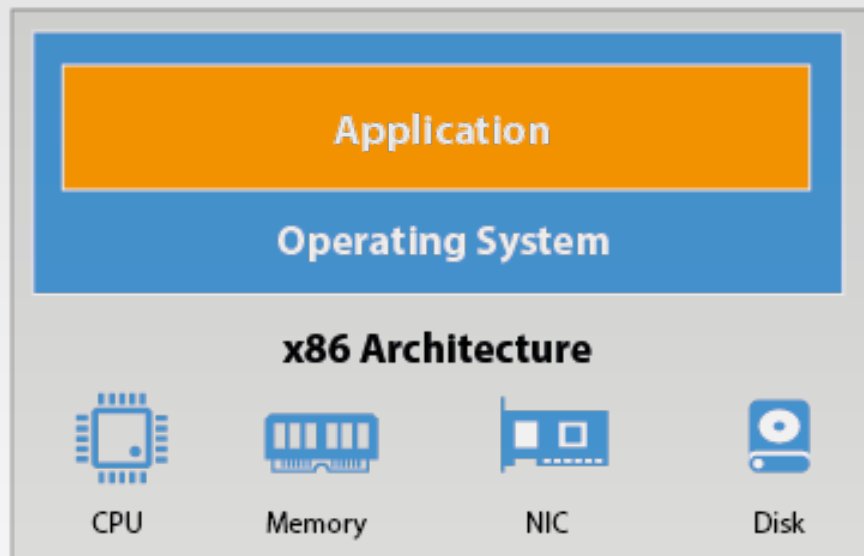 Application
Operating System
x86 Architecture
CPU Memory NIC Disk